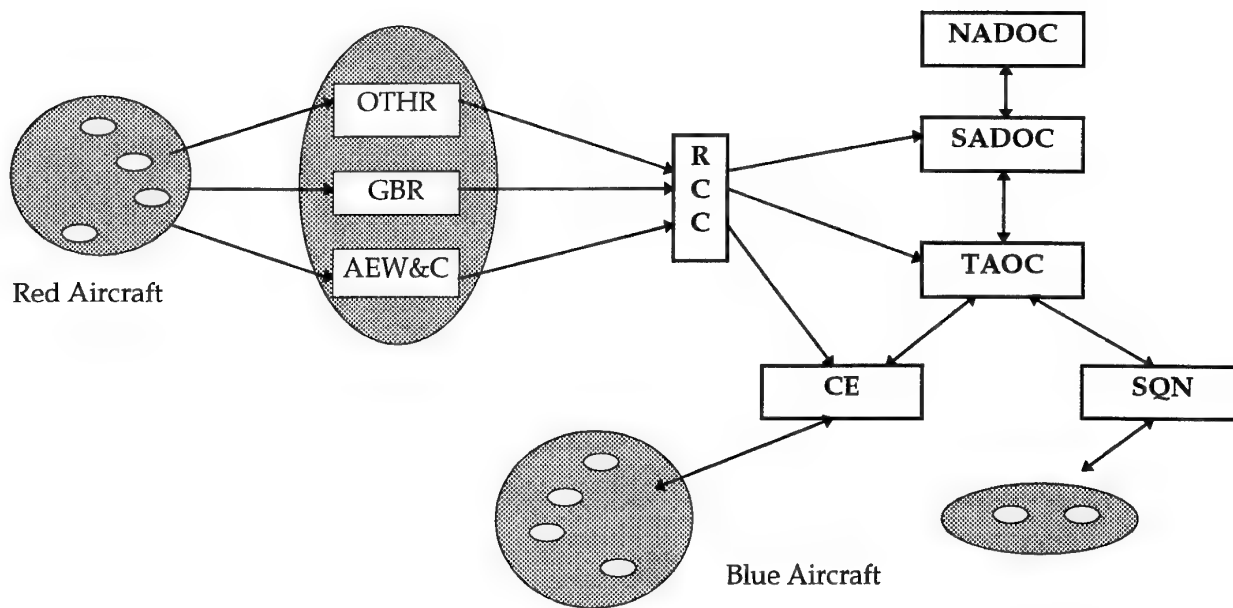 NADOC
OTHR
SADOC
R
C
C
GBR
TAOC
AEW&C
Red Aircraft
CE
SQN
Blue Aircraft